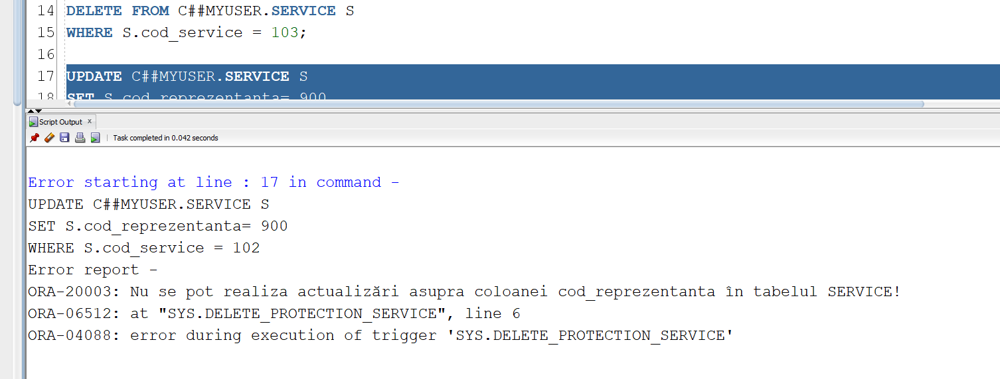 14 DELETE FROM C##MYUSER.SERVICE S
15 WHERE S.cod_service = 103;
16
17 UPDATE C##MYUSER.SERVICE S
18 SET S.cod_reprezentanta= 900
Script Output x
Task completed in 0.042 seconds
Error starting at line : 17 in command -
UPDATE C##MYUSER.SERVICE S
SET S.cod_reprezentanta= 900
WHERE S.cod_service = 102
Error report -
ORA-20003: Nu se pot realiza actualizări asupra coloanei cod_reprezentanta în tabelul SERVICE!
ORA-06512: at "SYS.DELETE_PROTECTION_SERVICE", line 6
ORA-04088: error during execution of trigger 'SYS.DELETE_PROTECTION_SERVICE'